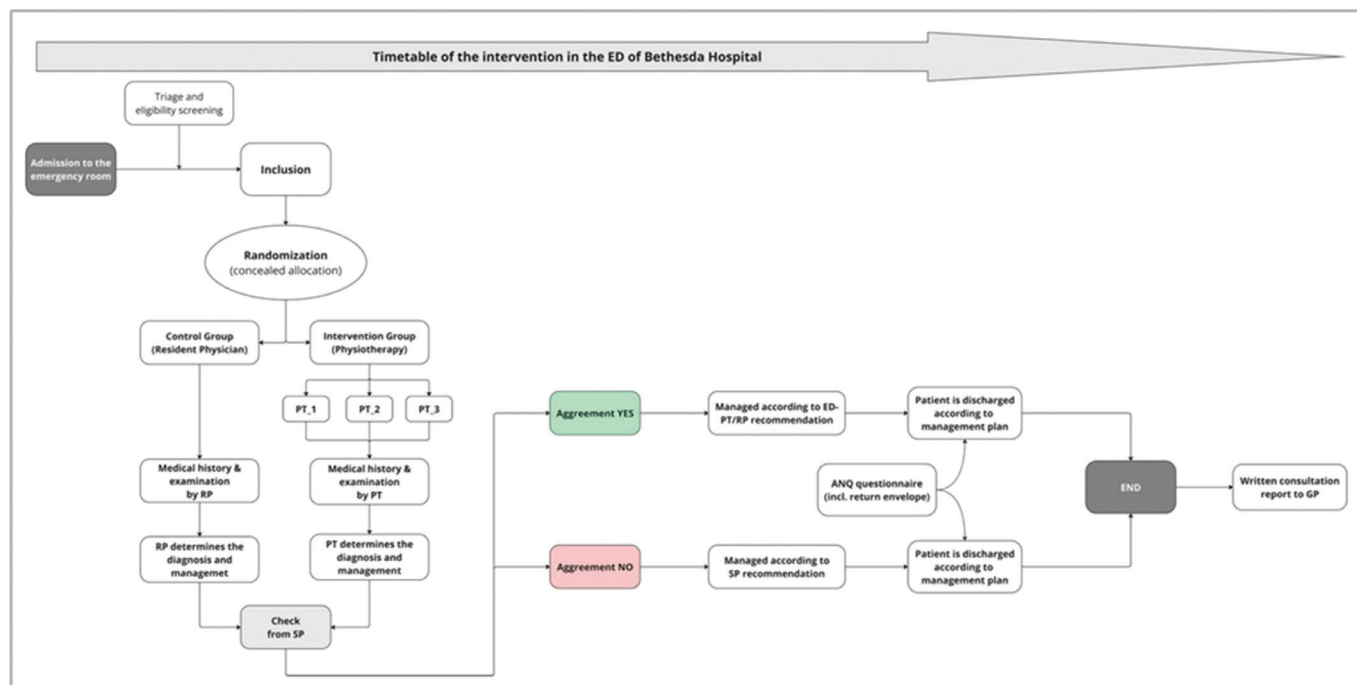 Timetable of the intervention in the ED of Bethesda Hospital
Triage and
eligibility screening
Admission to the
emergency room
Inclusion
Randomization
(concealed allocation)
Control Group
(Resident Physician)
Intervention Group
(Physiotherapy)
PT_1
PT_2
PT_3
Medical history &
examination
by RP
Medical history &
examination
by PT
RP determines the
diagnosis and
managemet
PT determines the
diagnosis and
management
Check
from SP
Aggreement YES
Managed according to ED-
PT/RP recommendation
Patient is discharged
according to
management plan
ANQ questionnaire
(incl. return envelope)
Aggreement NO
Managed according to
SP recommendation
Patient is discharged
according to
management plan
END
Written consultation
report to GP